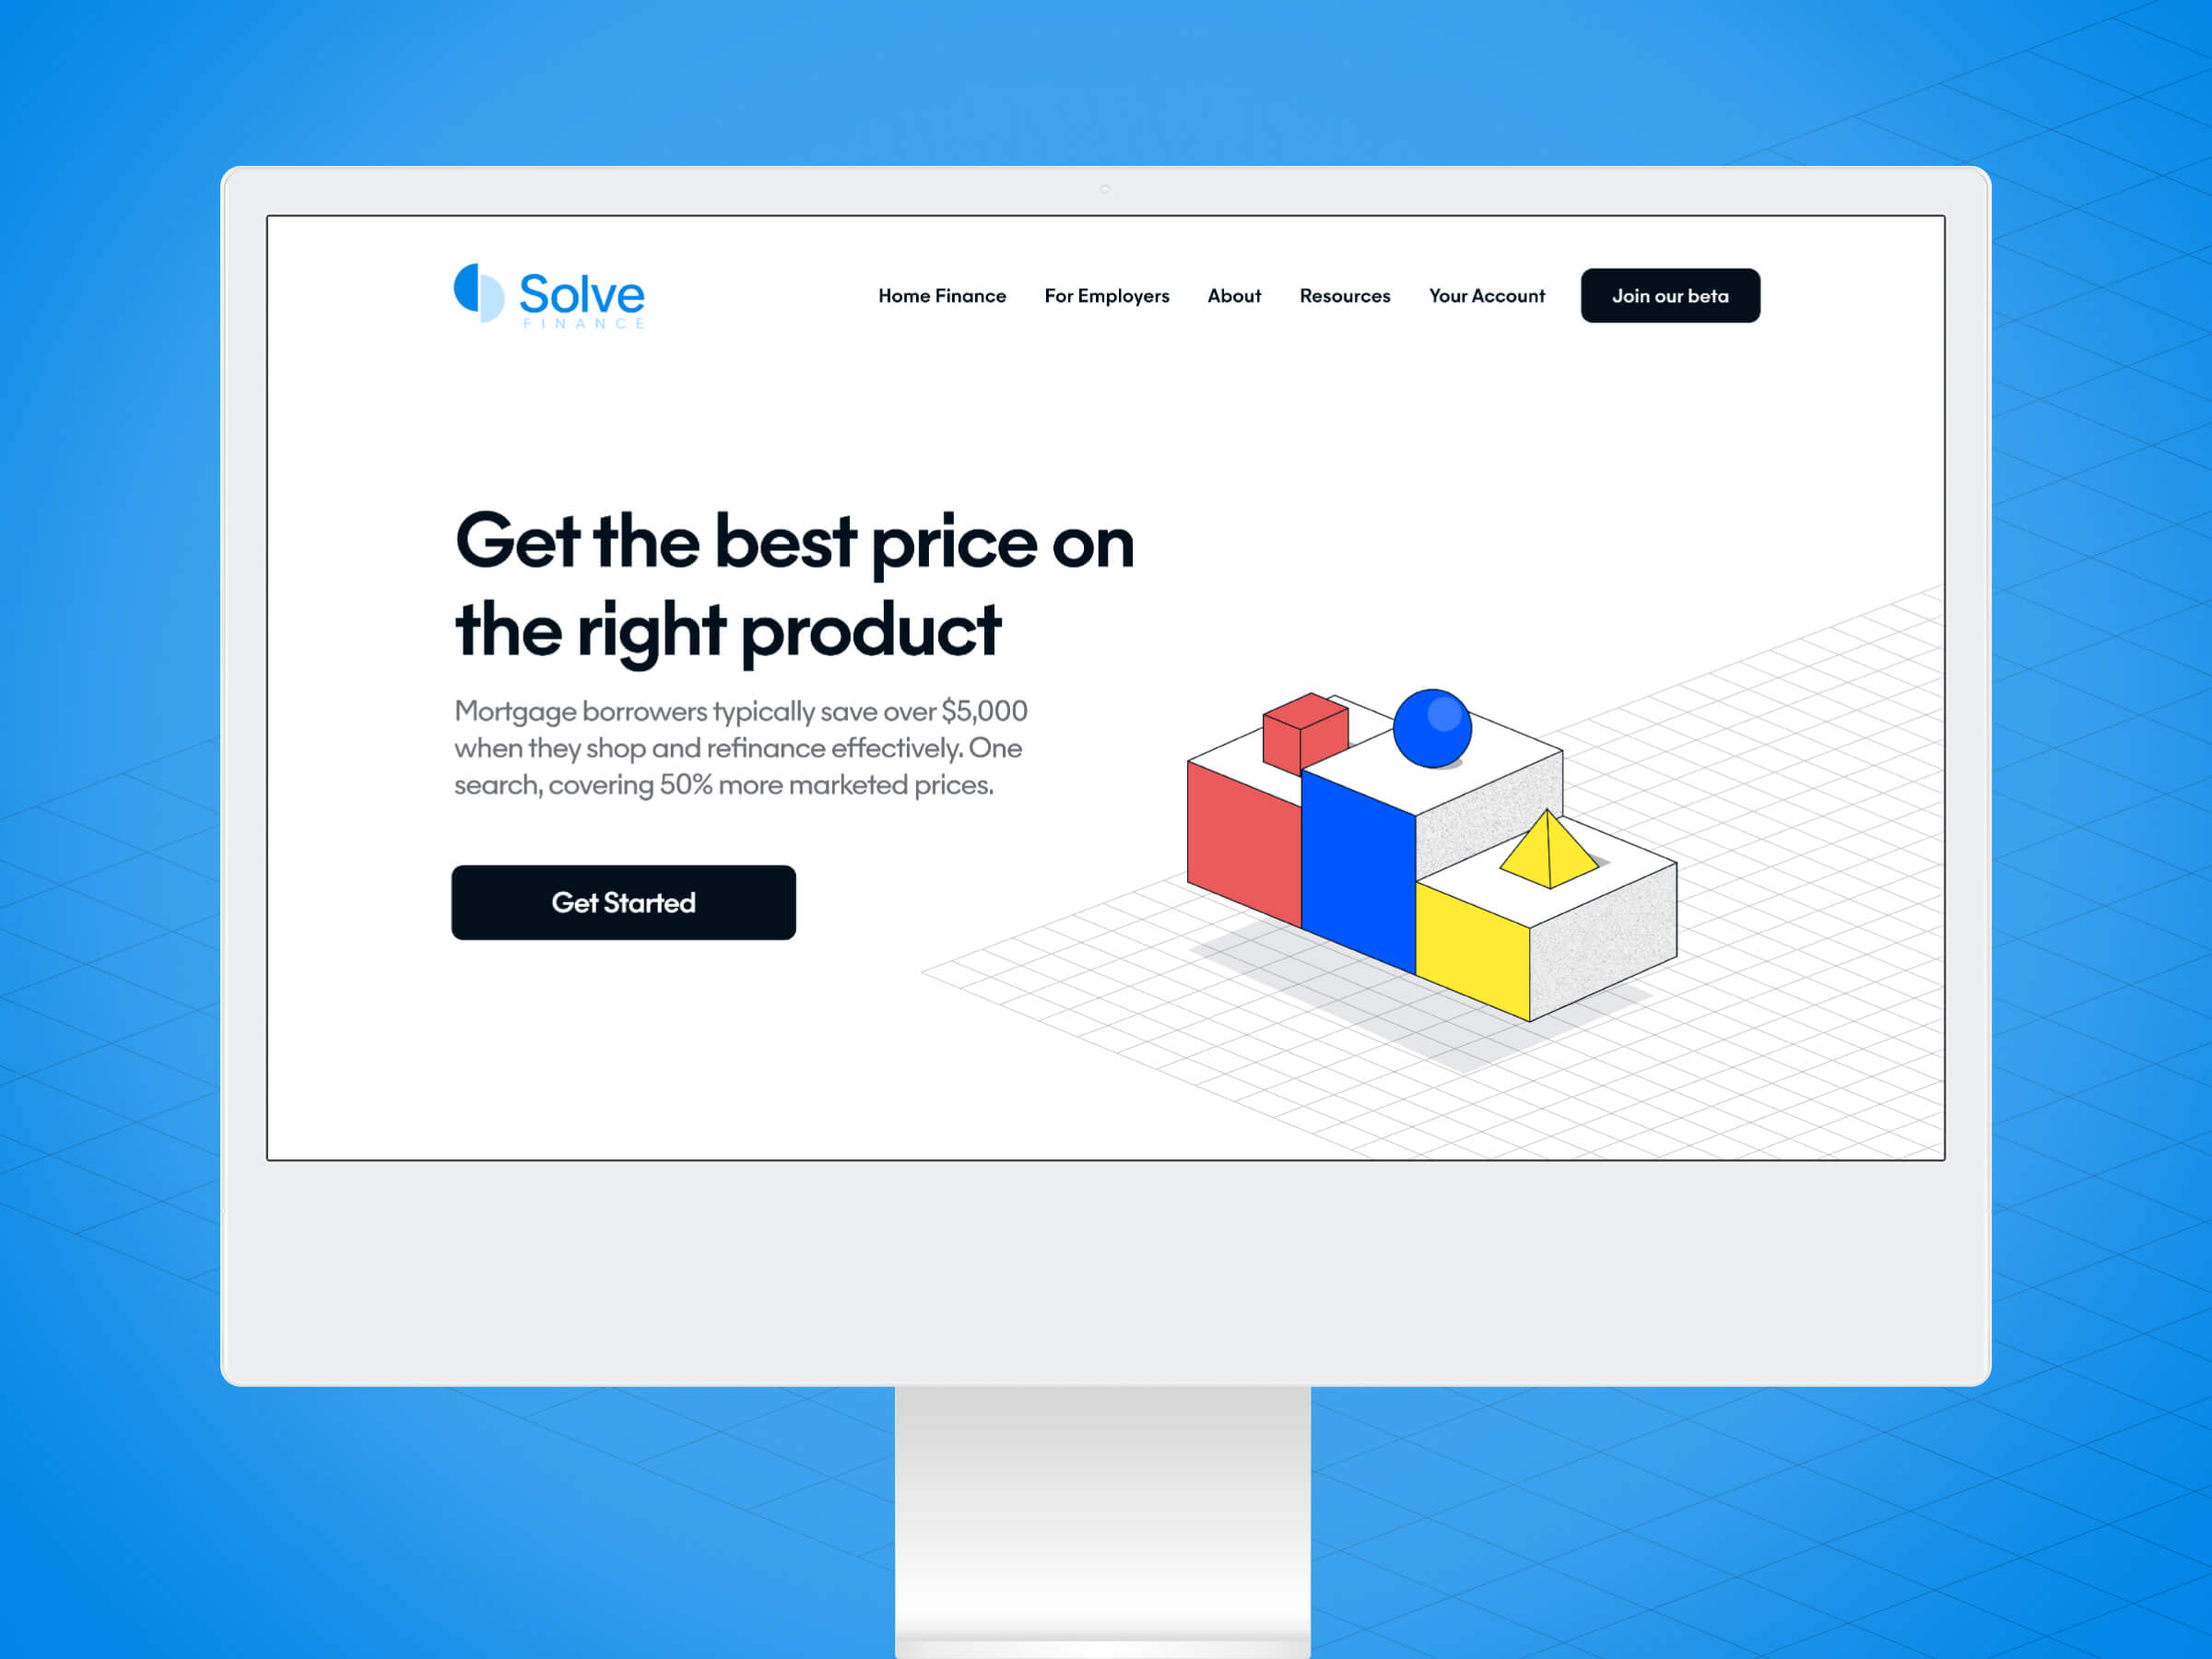 Solve
FINANCE
Home Finance For Employers About Resources Your Account Join our beta
Get the best price on
the right product
Mortgage borrowers typically save over $5,000
when they shop and refinance effectively. One
search, covering 50% more marketed prices.
Get Started